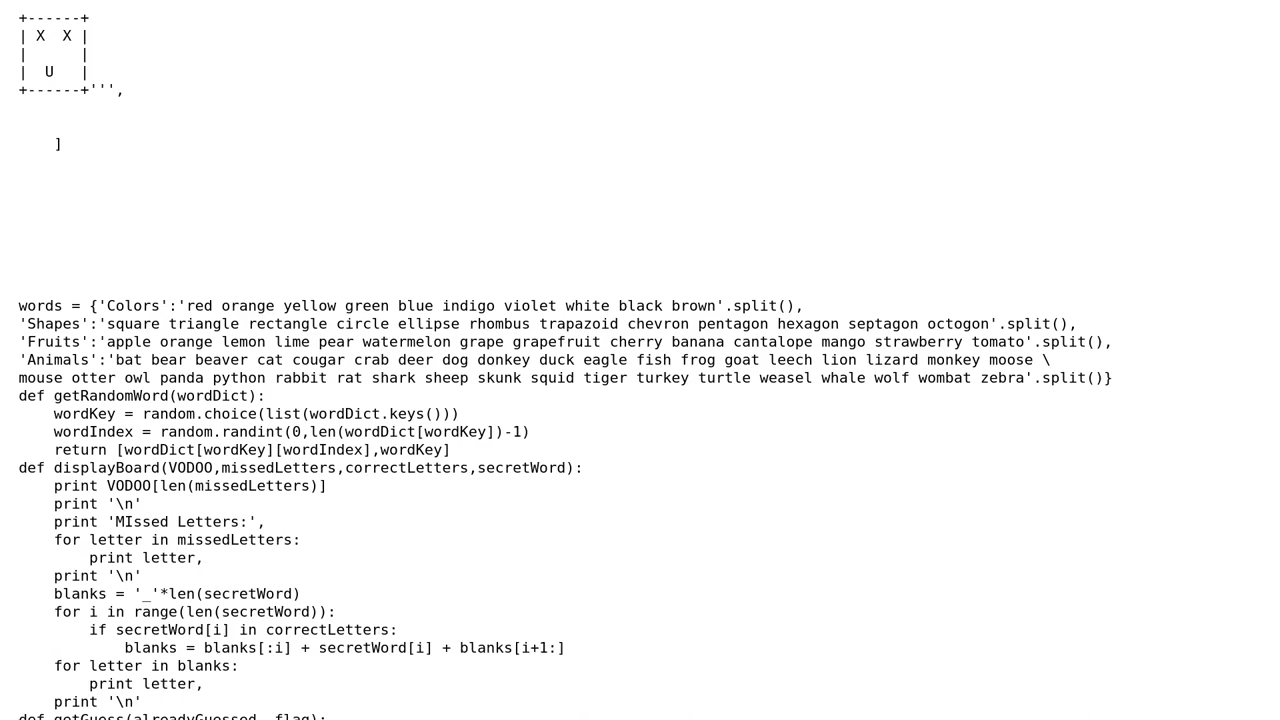 +------+
| X  X |
|      |
|  U   |
+------+''',
    ]
words = {'Colors':'red orange yellow green blue indigo violet white black brown'.split(),
'Shapes':'square triangle rectangle circle ellipse rhombus trapazoid chevron pentagon hexagon septagon octogon'.split(),
'Fruits':'apple orange lemon lime pear watermelon grape grapefruit cherry banana cantalope mango strawberry tomato'.split(),
'Animals':'bat bear beaver cat cougar crab deer dog donkey duck eagle fish frog goat leech lion lizard monkey moose \
mouse otter owl panda python rabbit rat shark sheep skunk squid tiger turkey turtle weasel whale wolf wombat zebra'.split()}
def getRandomWord(wordDict):
    wordKey = random.choice(list(wordDict.keys()))
    wordIndex = random.randint(0,len(wordDict[wordKey])-1)
    return [wordDict[wordKey][wordIndex],wordKey]
def displayBoard(VODOO,missedLetters,correctLetters,secretWord):
    print VODOO[len(missedLetters)]
    print '\n'
    print 'MIssed Letters:',
    for letter in missedLetters:
        print letter,
    print '\n'
    blanks = '_'*len(secretWord)
    for i in range(len(secretWord)):
        if secretWord[i] in correctLetters:
            blanks = blanks[:i] + secretWord[i] + blanks[i+1:]
    for letter in blanks:
        print letter,
    print '\n'
def getGuess(alreadyGuessed, flag):